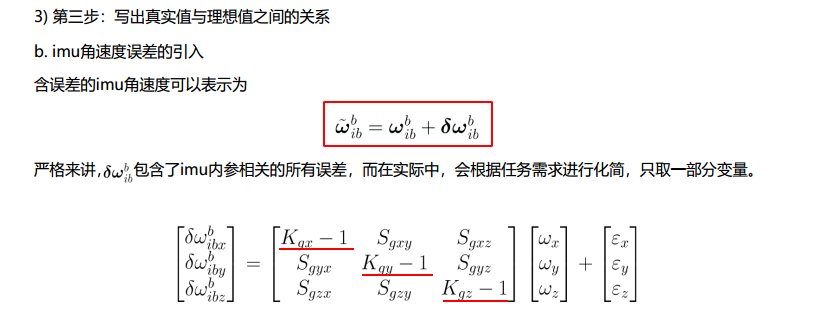 3) 第三步：写出真实值与理想值之间的关系
b. imu角速度误差的引入
含误差的imu角速度可以表示为
$\tilde{\boldsymbol{\omega}}_{ib}^{b} = \boldsymbol{\omega}_{ib}^{b} + \boldsymbol{\delta\omega}_{ib}^{b}$
严格来讲,$\boldsymbol{\delta\omega}_{ib}^{b}$包含了imu内参相关的所有误差，而在实际中，会根据任务需求进行化简，只取一部分变量。
$\begin{bmatrix} \delta\omega_{ibx}^{b} \\ \delta\omega_{iby}^{b} \\ \delta\omega_{ibz}^{b} \end{bmatrix} = \begin{bmatrix} K_{gx}-1 & S_{gxy} & S_{gxz} \\ S_{gyx} & K_{gy}-1 & S_{gyz} \\ S_{gzx} & S_{gzy} & K_{gz}-1 \end{bmatrix} \begin{bmatrix} \omega_{x} \\ \omega_{y} \\ \omega_{z} \end{bmatrix} + \begin{bmatrix} \varepsilon_{x} \\ \varepsilon_{y} \\ \varepsilon_{z} \end{bmatrix}$